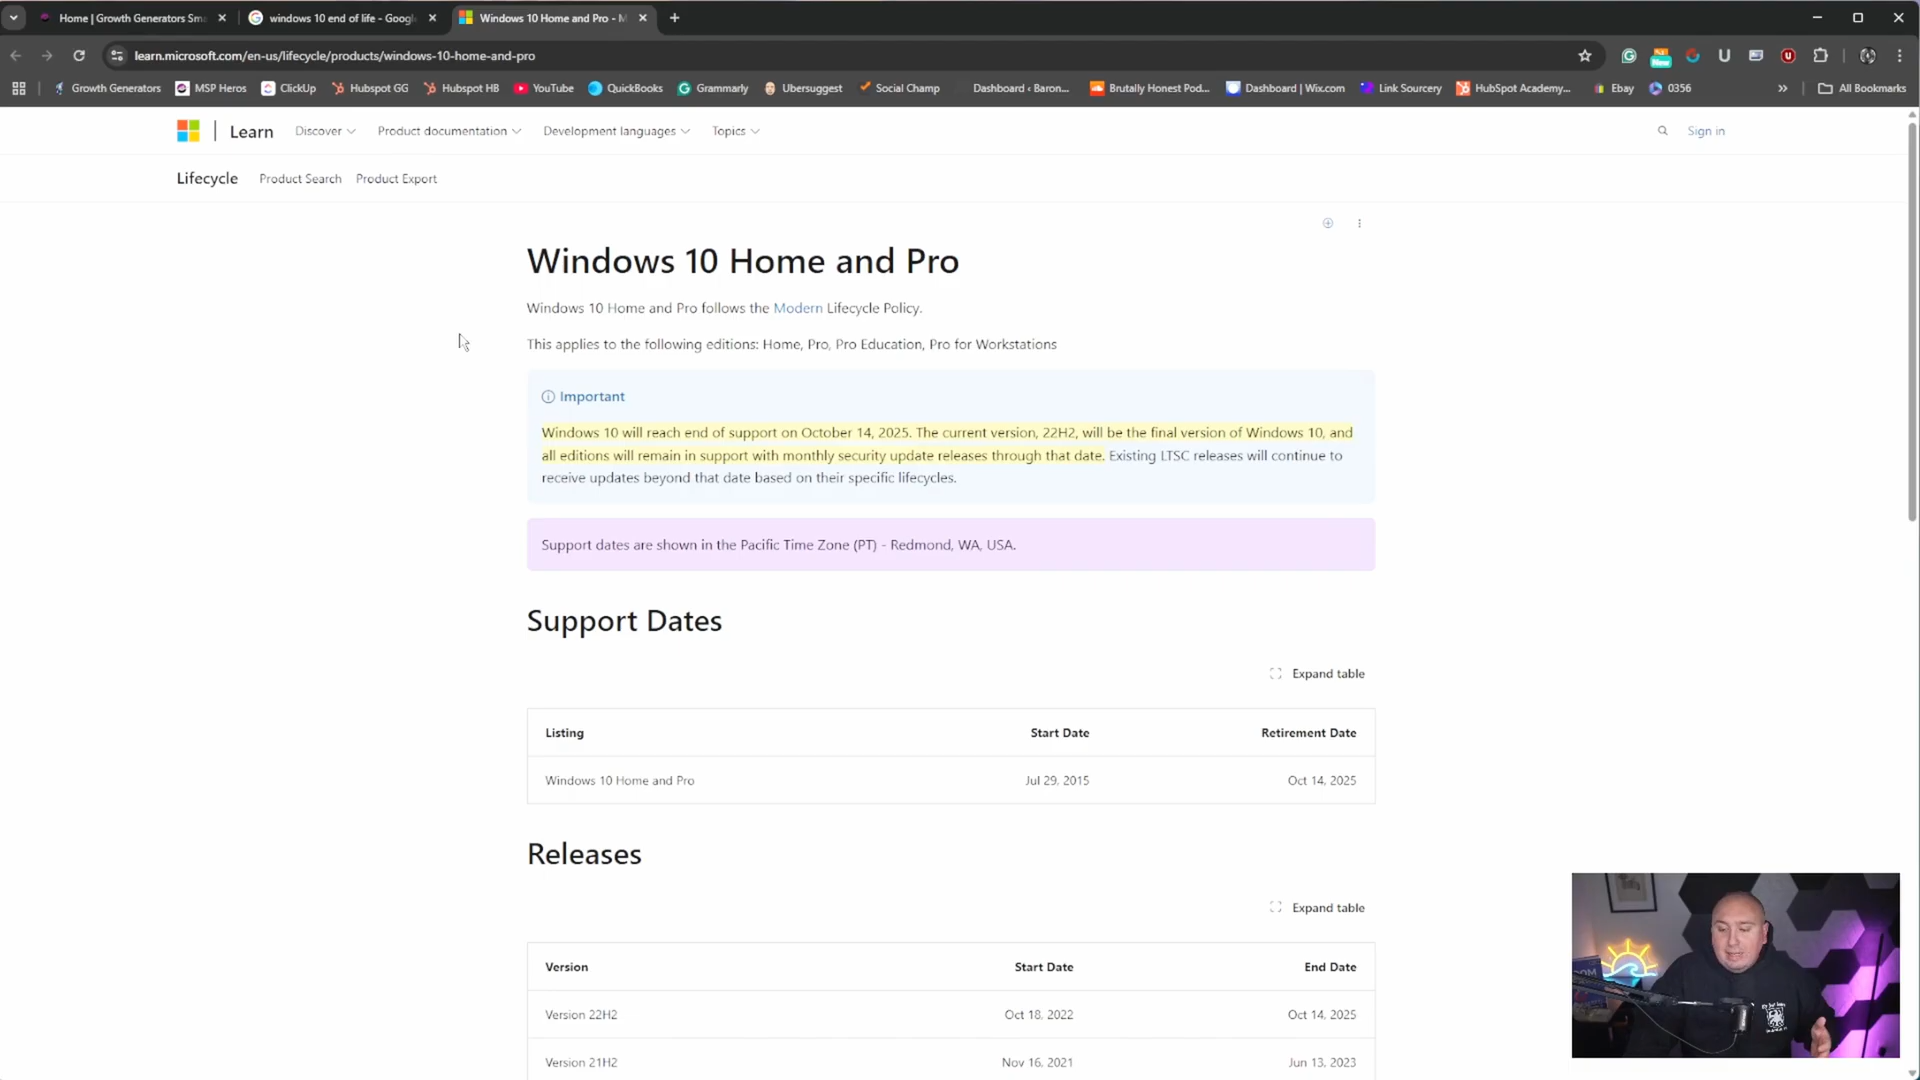 Home | Growth Generators Sm
windows 10 end of life - Googl
Windows 10 Home and Pro - M
learn.microsoft.com/en-us/lifecycle/products/windows-10-home-and-pro
Growth Generators
MSP Heros
ClickUp
Hubspot GG
Hubspot HB
YouTube
QuickBooks
Grammarly
Ubersuggest
Social Champ
Dashboard ‹ Baron...
Brutally Honest Pod...
Dashboard | Wix.com
Link Sourcery
HubSpot Academy...
Ebay
0356
»
All Bookmarks
Learn
Discover
Product documentation
Development languages
Topics
Sign in
Lifecycle
Product Search
Product Export
Windows 10 Home and Pro
Windows 10 Home and Pro follows the Modern Lifecycle Policy.
This applies to the following editions: Home, Pro, Pro Education, Pro for Workstations
Important
Windows 10 will reach end of support on October 14, 2025. The current version, 22H2, will be the final version of Windows 10, and
all editions will remain in support with monthly security update releases through that date. Existing LTSC releases will continue to
receive updates beyond that date based on their specific lifecycles.
Support dates are shown in the Pacific Time Zone (PT) - Redmond, WA, USA.
Support Dates
Expand table
Listing Start Date Retirement Date
Windows 10 Home and Pro Jul 29, 2015 Oct 14, 2025
Releases
Expand table
Version Start Date End Date
Version 22H2 Oct 18, 2022 Oct 14, 2025
Version 21H2 Nov 16, 2021 Jun 13, 2023